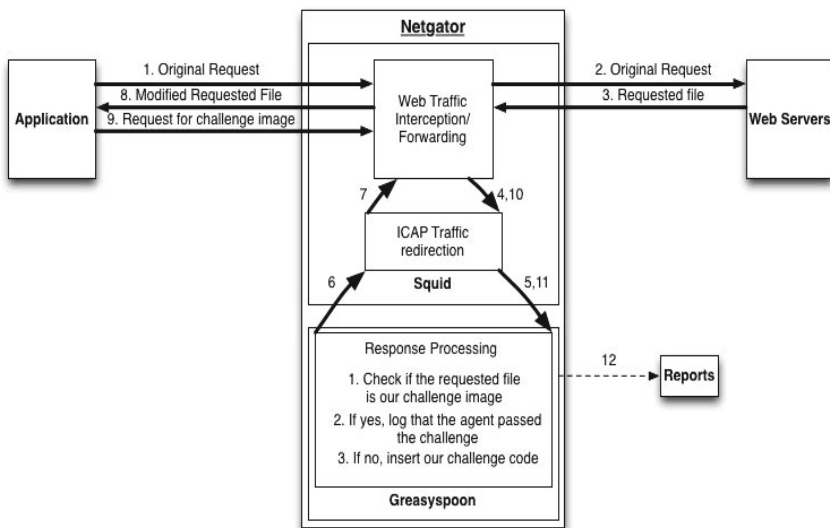 Netgator
1. Original Request
2. Original Request
8. Modified Requested File
3. Requested file
9. Request for challenge image
Application
Web Traffic
Interception/
Forwarding
Web Servers
7
4,10
ICAP Traffic
redirection
Squid
6
5,11
Response Processing
1. Check if the requested file
is our challenge image
2. If yes, log that the agent passed
the challenge
3. If no, insert our challenge code
Greasyspoon
12
Reports